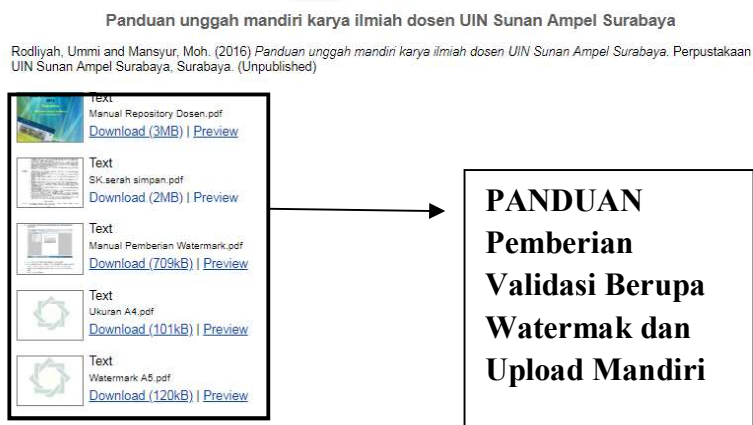 Panduan unggah mandiri karya ilmiah dosen UIN Sunan Ampel Surabaya
Rodliyah, Ummi and Mansyur, Moh. (2016) Panduan unggah mandiri karya ilmiah dosen UIN Sunan Ampel Surabaya. Perpustakaan
UIN Sunan Ampel Surabaya, Surabaya. (Unpublished)
Text
Manual Repository Dosen.pdf
Download (3MB) | Preview
Text
SK.serah simpan.pdf
Download (2MB) | Preview
Text
Manual Pemberian Watermark.pdf
Download (709kB) | Preview
Text
Ukuran A4.pdf
Download (101kB) | Preview
Text
Watermark A5.pdf
Download (120kB) | Preview
PANDUAN
Pemberian
Validasi Berupa
Watermak dan
Upload Mandiri